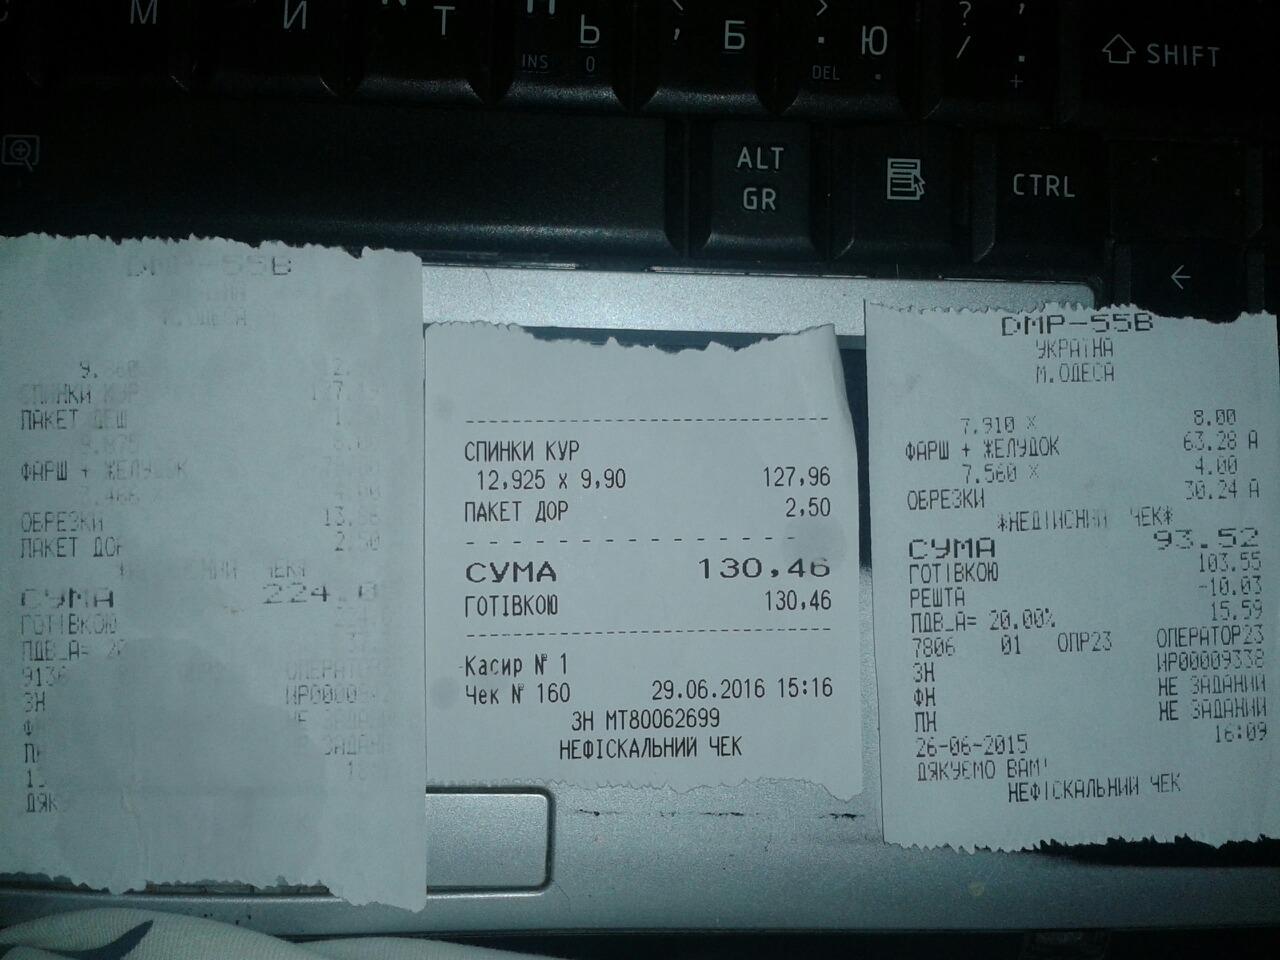 М
И
Т
Ь
INS
0
Б
,
Ю
.
DEL
?
/
.
+
SHIFT
ALT
GR
CTRL
DMP-55B
М.ОДЕСА
СПИНКИ КУР
ПАКЕТ ДЕШ
ФАРШ + ЖЕЛУДОК
ОБРЕЗКИ
ПАКЕТ ДОР 2,50
СУМА
ГОТІВКОЮ
ПДВ_А=
ОПЕРАТОР
ЗН
СПИНКИ КУР
12,925 x 9,90 127,96
ПАКЕТ ДОР 2,50
СУМА 130,46
ГОТІВКОЮ 130,46
Касир № 1
Чек № 160 29.06.2016 15:16
ЗН МТ80062699
НЕФІСКАЛЬНИЙ ЧЕК
DMP-55B
УКРАЇНА
М.ОДЕСА
7.910 X 8.00
ФАРШ + ЖЕЛУДОК 63.28 А
7.560 X 4.00
ОБРЕЗКИ 30.24 А
*НЕДІЙСНИЙ ЧЕК*
СУМА 93.52
ГОТІВКОЮ 103.55
РЕШТА -10.03
ПДВ_А= 20.00% 15.59
7806 01 ОПР23 ОПЕРАТОР23
ЗН ИР00009338
ФН НЕ ЗАДАНИЙ
ПН НЕ ЗАДАНИЙ
26-06-2015 16:09
ДЯКУЄМО ВАМ!
НЕФІСКАЛЬНИЙ ЧЕК